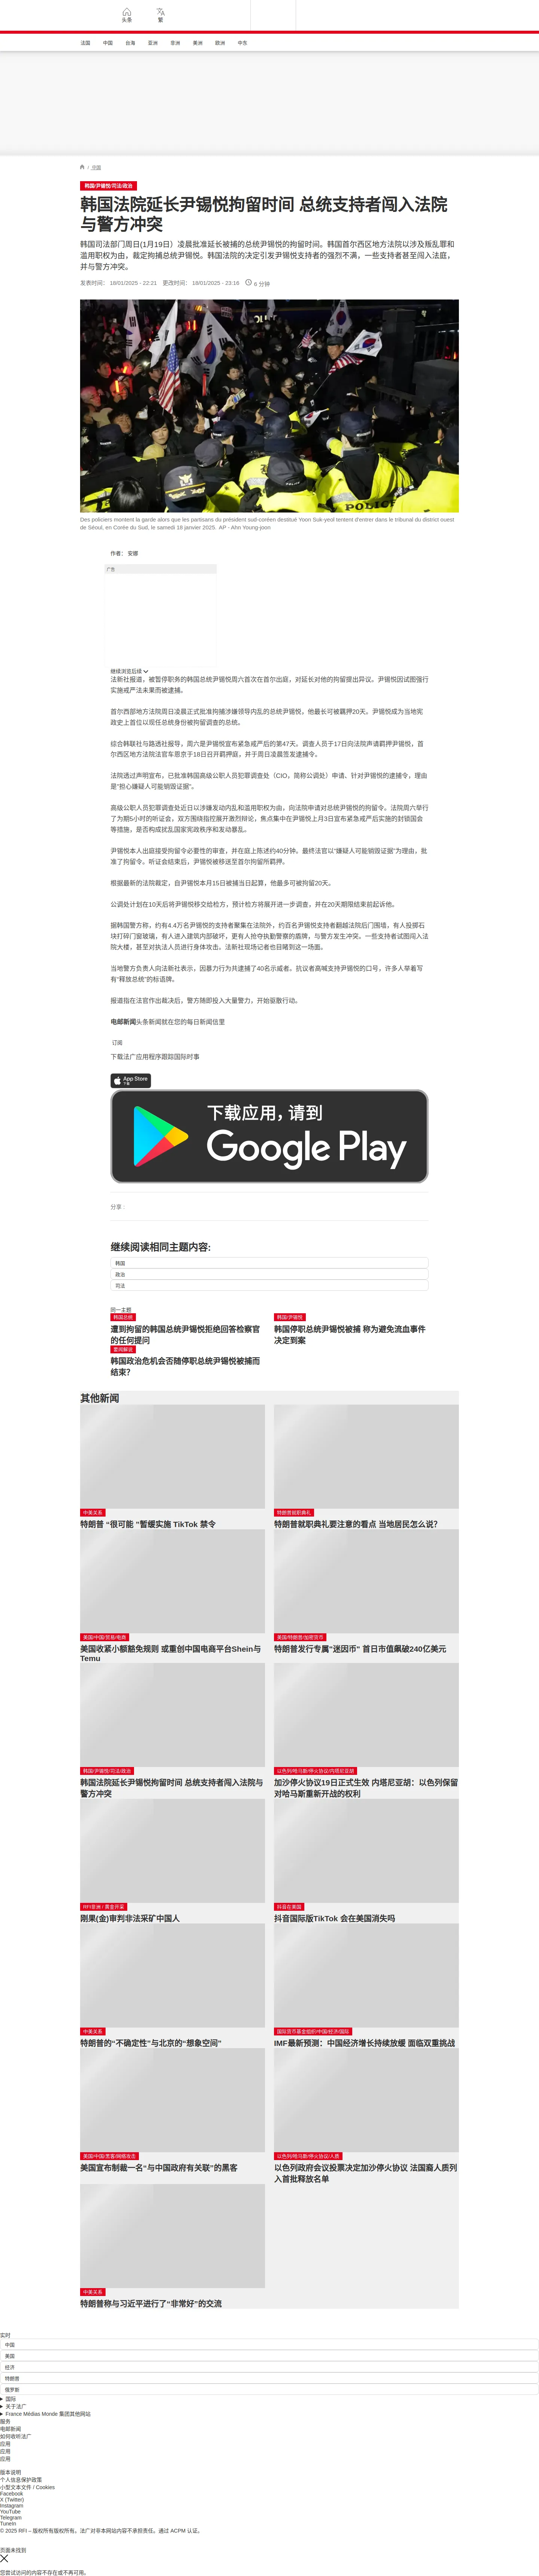 头条
繁
法国
中国
台海
亚洲
非洲
美洲
欧洲
中东
/ 中国
韩国/尹锡悦/司法/政治
韩国法院延长尹锡悦拘留时间 总统支持者闯入法院
与警方冲突
韩国司法部门周日(1月19日）凌晨批准延长被捕的总统尹锡悦的拘留时间。韩国首尔西区地方法院以涉及叛乱罪和
滥用职权为由，裁定拘捕总统尹锡悦。韩国法院的决定引发尹锡悦支持者的强烈不满，一些支持者甚至闯入法庭，
并与警方冲突。
发表时间： 18/01/2025 - 22:21 更改时间： 18/01/2025 - 23:16 6 分钟
POLICE
Des policiers montent la garde alors que les partisans du président sud-coréen destitué Yoon Suk-yeol tentent d'entrer dans le tribunal du district ouest
de Séoul, en Corée du Sud, le samedi 18 janvier 2025. AP - Ahn Young-joon
作者： 安娜
广告
继续浏览后续
法新社报道，被暂停职务的韩国总统尹锡悦周六首次在首尔出庭，对延长对他的拘留提出异议。尹锡悦因试图强行
实施戒严法未果而被逮捕。
首尔西部地方法院周日凌晨正式批准拘捕涉嫌领导内乱的总统尹锡悦，他最长可被羁押20天。尹锡悦成为当地宪
政史上首位以现任总统身份被拘留调查的总统。
综合韩联社与路透社报导，周六是尹锡悦宣布紧急戒严后的第47天。调查人员于17日向法院声请羁押尹锡悦，首
尔西区地方法院法官车恩京于18日召开羁押庭，并于周日凌晨签发逮捕令。
法院透过声明宣布，已批准韩国高级公职人员犯罪调查处（CIO，简称公调处）申请、针对尹锡悦的逮捕令，理由
是"担心嫌疑人可能销毁证据"。
高级公职人员犯罪调查处近日以涉嫌发动内乱和滥用职权为由，向法院申请对总统尹锡悦的拘留令。法院周六举行
了为期5小时的听证会，双方围绕指控展开激烈辩论，焦点集中在尹锡悦上月3日宣布紧急戒严后实施的封锁国会
等措施，是否构成扰乱国家宪政秩序和发动暴乱。
尹锡悦本人出庭接受拘留令必要性的审查，并在庭上陈述约40分钟。最终法官以"嫌疑人可能销毁证据"为理由，批
准了拘留令。听证会结束后，尹锡悦被移送至首尔拘留所羁押。
根据最新的法院裁定，自尹锡悦本月15日被捕当日起算，他最多可被拘留20天。
公调处计划在10天后将尹锡悦移交给检方，预计检方将展开进一步调查，并在20天期限结束前起诉他。
据韩国警方称，约有4.4万名尹锡悦的支持者聚集在法院外，约百名尹锡悦支持者翻越法院后门围墙，有人投掷石
块打碎门窗玻璃，有人进入建筑内部破坏，更有人抢夺执勤警察的盾牌，与警方发生冲突。一些支持者试图闯入法
院大楼，甚至对执法人员进行身体攻击。法新社现场记者也目睹到这一场面。
当地警方负责人向法新社表示，因暴力行为共逮捕了40名示威者。抗议者高喊支持尹锡悦的口号，许多人举着写
有"释放总统"的标语牌。
报道指在法官作出裁决后，警方随即投入大量警力，开始驱散行动。
电邮新闻头条新闻就在您的每日新闻信里
订阅
下载法广应用程序跟踪国际时事
App Store
下载应用，请到
Google Play
分享 :
继续阅读相同主题内容:
韩国
政治
司法
同一主题
韩国总统
遭到拘留的韩国总统尹锡悦拒绝回答检察官
的任何提问
韩国/尹锡悦
韩国停职总统尹锡悦被捕 称为避免流血事件
决定到案
要闻解说
韩国政治危机会否随停职总统尹锡悦被捕而
结束？
其他新闻
中美关系
特朗普 "很可能 "暂缓实施 TikTok 禁令
特朗普就职典礼
特朗普就职典礼要注意的看点 当地居民怎么说？
美国/中国/贸易/电商
美国收紧小额豁免规则 或重创中国电商平台Shein与
Temu
美国/特朗普/加密货币
特朗普发行专属"迷因币" 首日市值飙破240亿美元
韩国/尹锡悦/司法/政治
韩国法院延长尹锡悦拘留时间 总统支持者闯入法院与
警方冲突
以色列/哈马斯/停火协议/内塔尼亚胡
加沙停火协议19日正式生效 内塔尼亚胡：以色列保留
对哈马斯重新开战的权利
RFI非洲 / 黄金开采
刚果(金)审判非法采矿中国人
抖音在美国
抖音国际版TikTok 会在美国消失吗
中美关系
特朗普的"不确定性"与北京的"想象空间"
国际货币基金组织/中国/经济/国际
IMF最新预测：中国经济增长持续放缓 面临双重挑战
美国/中国/黑客/网络攻击
美国宣布制裁一名"与中国政府有关联"的黑客
以色列/哈马斯/停火协议/人质
以色列政府会议投票决定加沙停火协议 法国裔人质列
入首批释放名单
中美关系
特朗普称与习近平进行了"非常好"的交流
实时
中国
美国
经济
特朗普
俄罗斯
国际
关于法广
France Médias Monde 集团其他网站
服务
电邮新闻
如何收听法广
应用
应用
应用
版本说明
个人信息保护政策
小型文本文件 / Cookies
Facebook
X (Twitter)
Instagram
YouTube
Telegram
TuneIn
© 2025 RFI – 版权所有版权所有。法广对非本网站内容不承担责任。通过 ACPM 认证。
页面未找到
您尝试访问的内容不存在或不再可用。